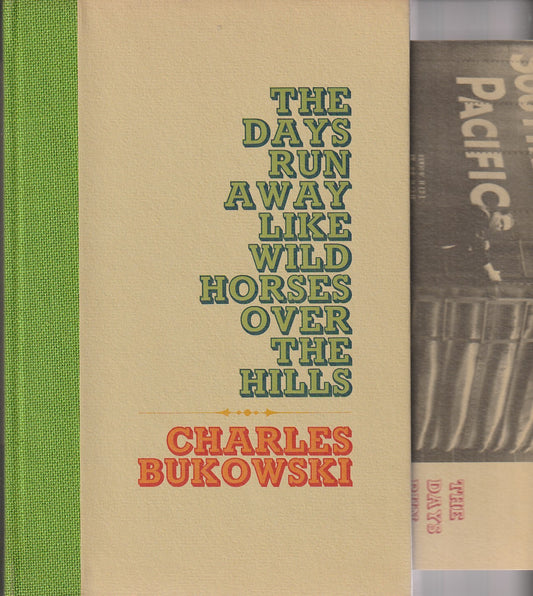 THE
DAYS
RUN
AWAY
LIKE
WILD
HORSES
OVER
THE
HILLS
CHARLES
BUKOWSKI
PACIFIC
THE
DAYS